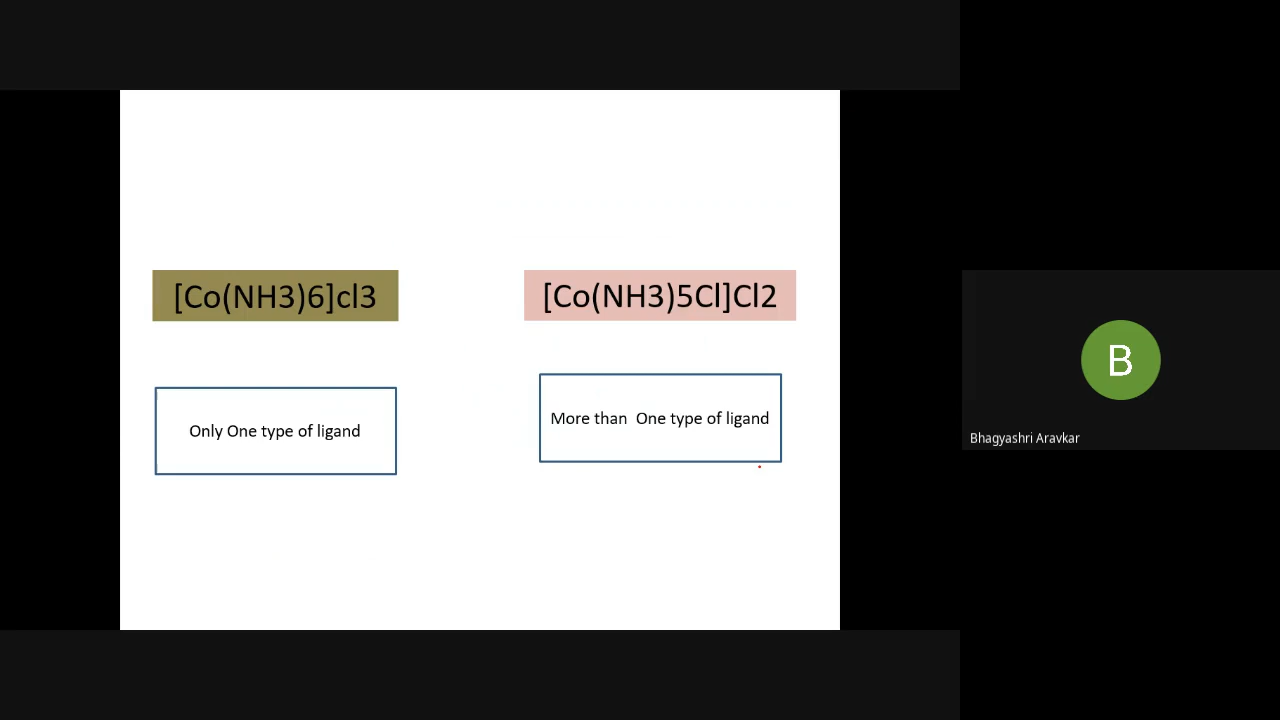 [Co(NH3)6]cl3
[Co(NH3)5Cl]Cl2
Only One type of ligand
More than  One type of ligand
B
Bhagyashri Aravkar